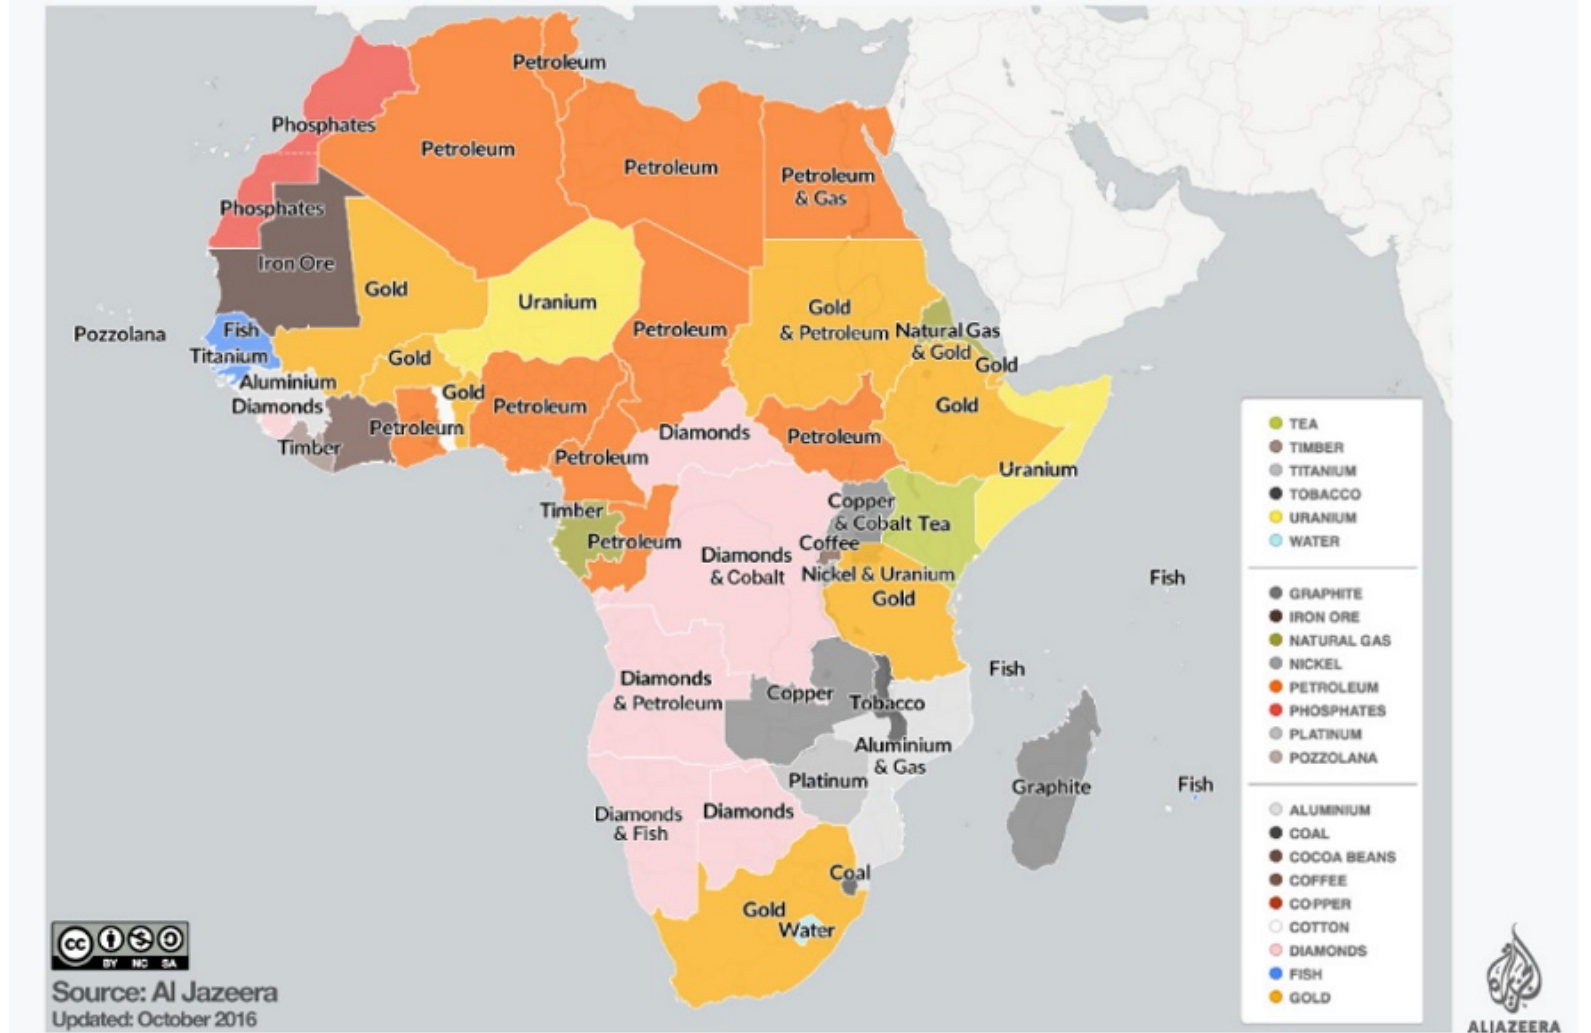 Petroleum
Phosphates
Petroleum
Petroleum
Petroleum
& Gas
Phosphates
Iron Ore
Gold
Uranium
Gold
& Petroleum
Natural Gas
& Gold
Gold
Pozzolana
Fish
Titanium
Petroleum
Gold
Aluminium
Diamonds
Gold
Petroleum
Gold
Timber
Petroleum
Diamonds
Petroleum
Petroleum
Uranium
Timber
Petroleum
Copper
& Cobalt
Tea
Coffee
Diamonds
& Cobalt
Nickel & Uranium
Gold
Fish
Fish
Diamonds
& Petroleum
Copper
Tobacco
Aluminium
& Gas
Platinum
Graphite
Fish
Diamonds
& Fish
Diamonds
Coal
Gold
Water
TEA
TIMBER
TITANIUM
TOBACCO
URANIUM
WATER
GRAPHITE
IRON ORE
NATURAL GAS
NICKEL
PETROLEUM
PHOSPHATES
PLATINUM
POZZOLANA
ALUMINIUM
COAL
COCOA BEANS
COFFEE
COPPER
COTTON
DIAMONDS
FISH
GOLD
cc
BY NC SA
Source: Al Jazeera
Updated: October 2016
ALJAZEERA